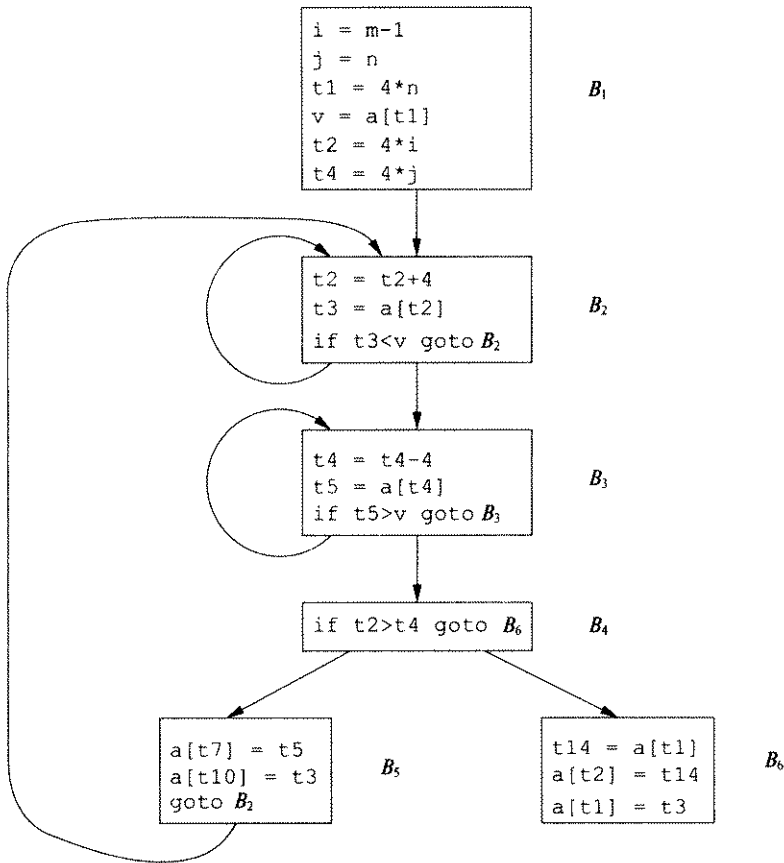 i = m-1
j = n
t1 = 4*n
v = a[t1]
t2 = 4*i
t4 = 4*j
B₁
t2 = t2+4
t3 = a[t2]
if t3<v goto B₂
B₂
t4 = t4-4
t5 = a[t4]
if t5>v goto B₃
B₃
if t2>t4 goto B₆
B₄
a[t7] = t5
a[t10] = t3
goto B₂
B₅
t14 = a[t1]
a[t2] = t14
a[t1] = t3
B₆